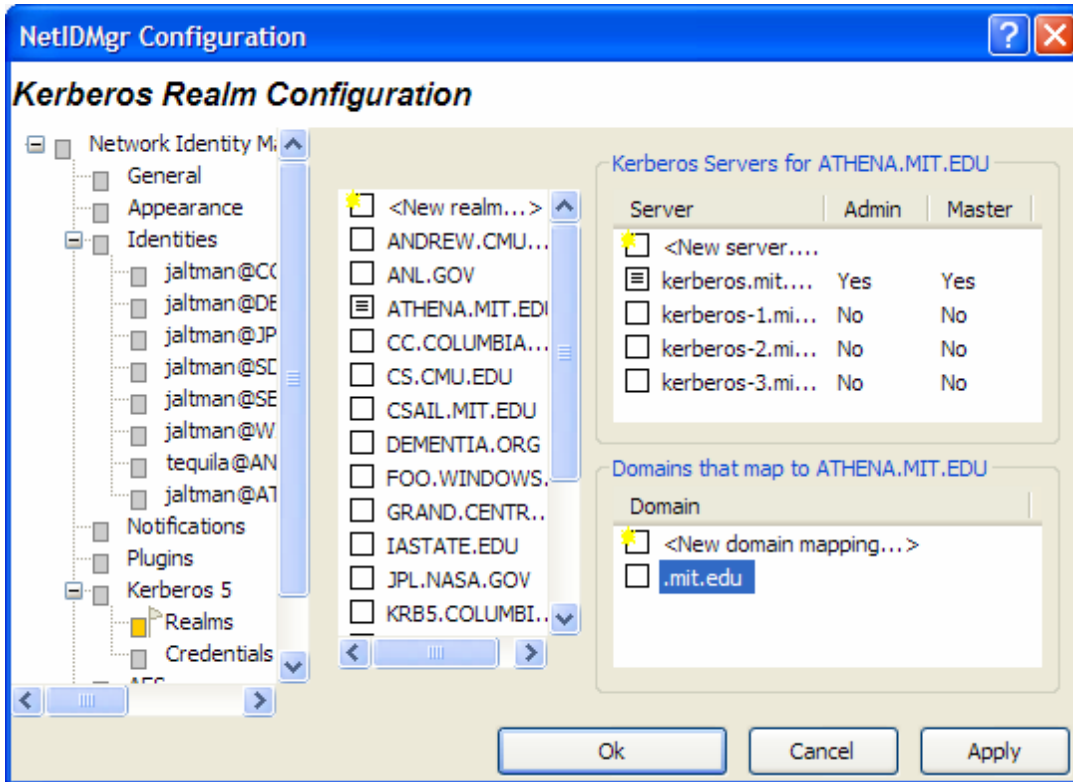 NetIDMgr Configuration
Kerberos Realm Configuration
Network Identity Ma
General
Appearance
Identities
jaltman@CC
jaltman@DE
jaltman@JP
jaltman@SD
jaltman@SE
jaltman@W
tequila@AN
jaltman@AT
Notifications
Plugins
Kerberos 5
Realms
Credentials
AFS
<New realm...>
ANDREW.CMU...
ANL.GOV
ATHENA.MIT.EDU
CC.COLUMBIA...
CS.CMU.EDU
CSAIL.MIT.EDU
DEMENTIA.ORG
FOO.WINDOWS.
GRAND.CENTR..
IASTATE.EDU
JPL.NASA.GOV
KRB5.COLUMBI..
Kerberos Servers for ATHENA.MIT.EDU
Server Admin Master
<New server....
kerberos.mit.... Yes Yes
kerberos-1.mi... No No
kerberos-2.mi... No No
kerberos-3.mi... No No
Domains that map to ATHENA.MIT.EDU
Domain
<New domain mapping...>
.mit.edu
Ok Cancel Apply